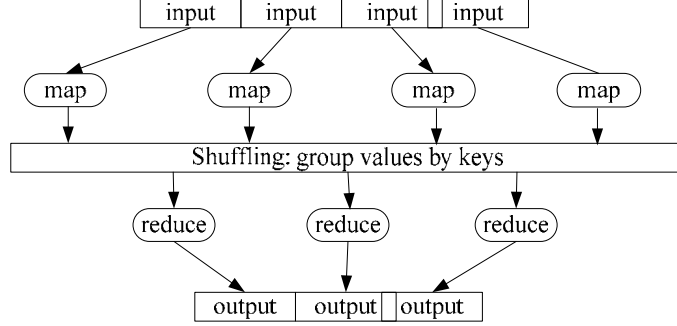 input input input input
map map map map
Shuffling: group values by keys
reduce reduce reduce
output output output